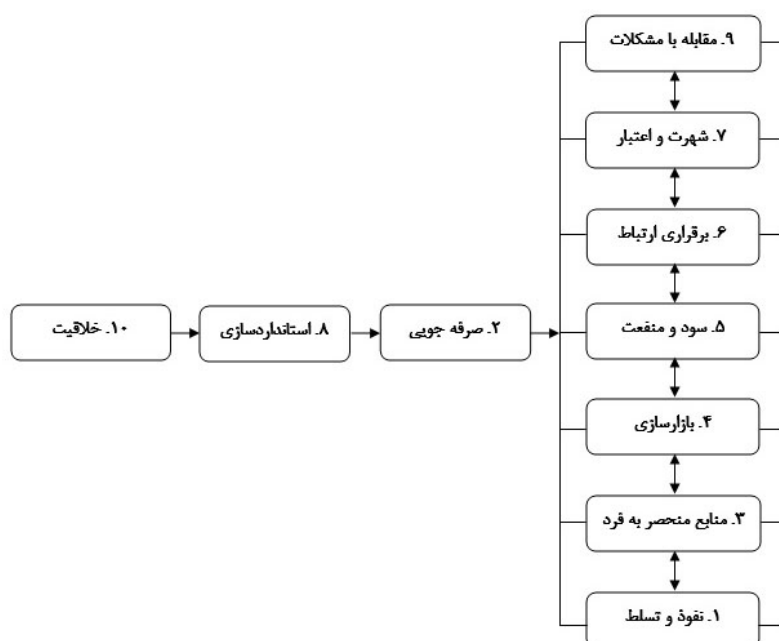 ۹. مقابله با مشکلات
۷. شهرت و اعتبار
۶. برقراری ارتباط
۵. سود و منفعت
۲. صرفه جویی
۸. استانداردسازی
۱۰. خلاقیت
۴. بازارسازی
۳. منابع منحصر به فرد
۱. نفوذ و تسلط